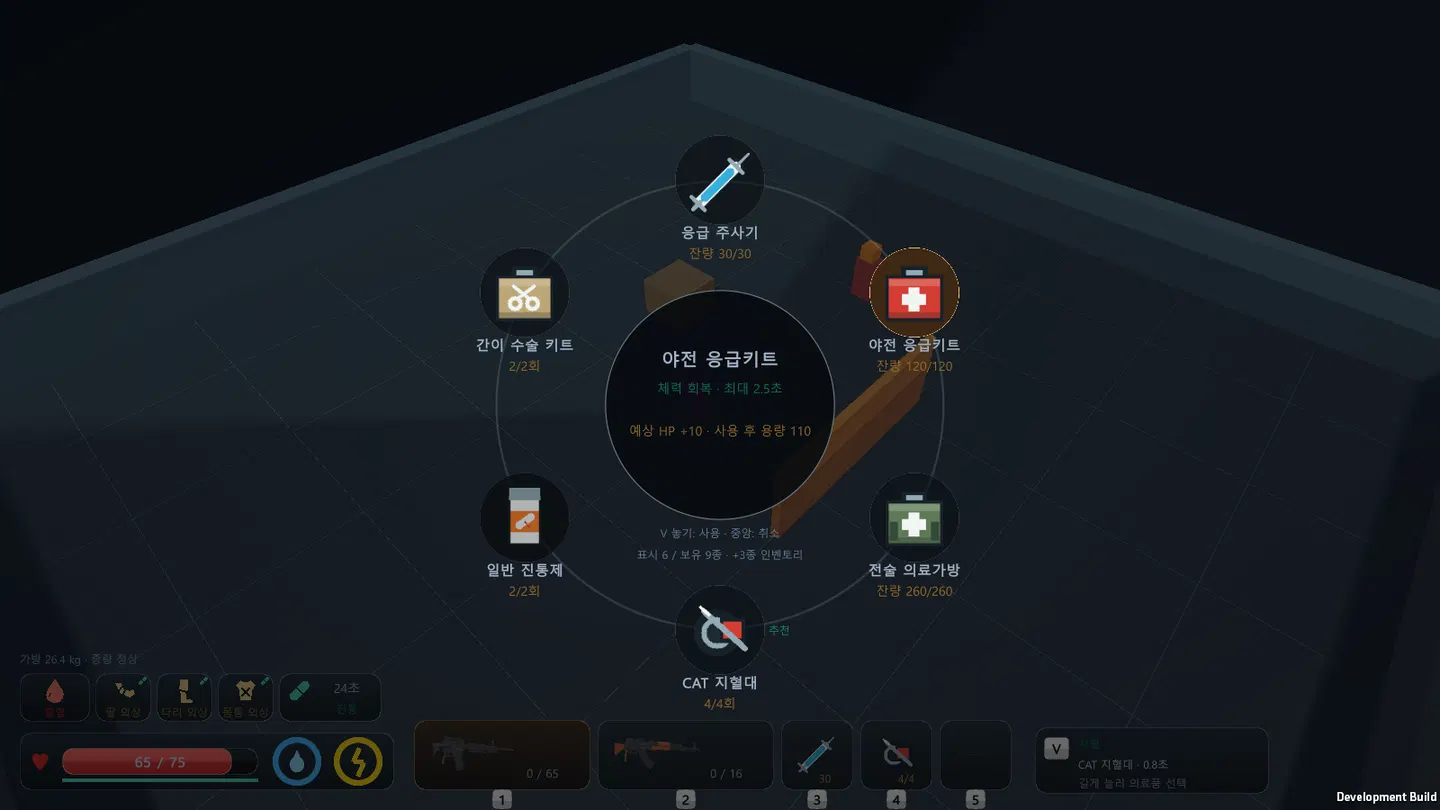 응급 주사기
잔량 30/30
간이 수술 키트
2/2회
야전 응급키트
잔량 120/120
야전 응급키트
체력 회복 · 최대 2.5초
예상 HP +10 · 사용 후 용량 110
V 놓기: 사용 · 중앙: 취소
표시 6 / 보유 9종 · +3종 인벤토리
일반 진통제
2/2회
전술 의료가방
잔량 260/260
추천
CAT 지혈대
4/4회
가방 26.4 kg · 중량 정상
출혈
팔 외상
다리 외상
몸통 외상
24초
진통
65 / 75
0 / 65
1
0 / 16
2
30
3
4/4
4
5
V
치료
CAT 지혈대 · 0.8초
길게 눌러 의료품 선택
Development Build